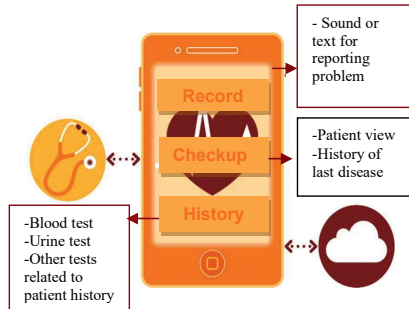 - Sound or
text for
reporting
problem
Record
Checkup
-Patient view
-History of
last disease
History
-Blood test
-Urine test
-Other tests
related to
patient history